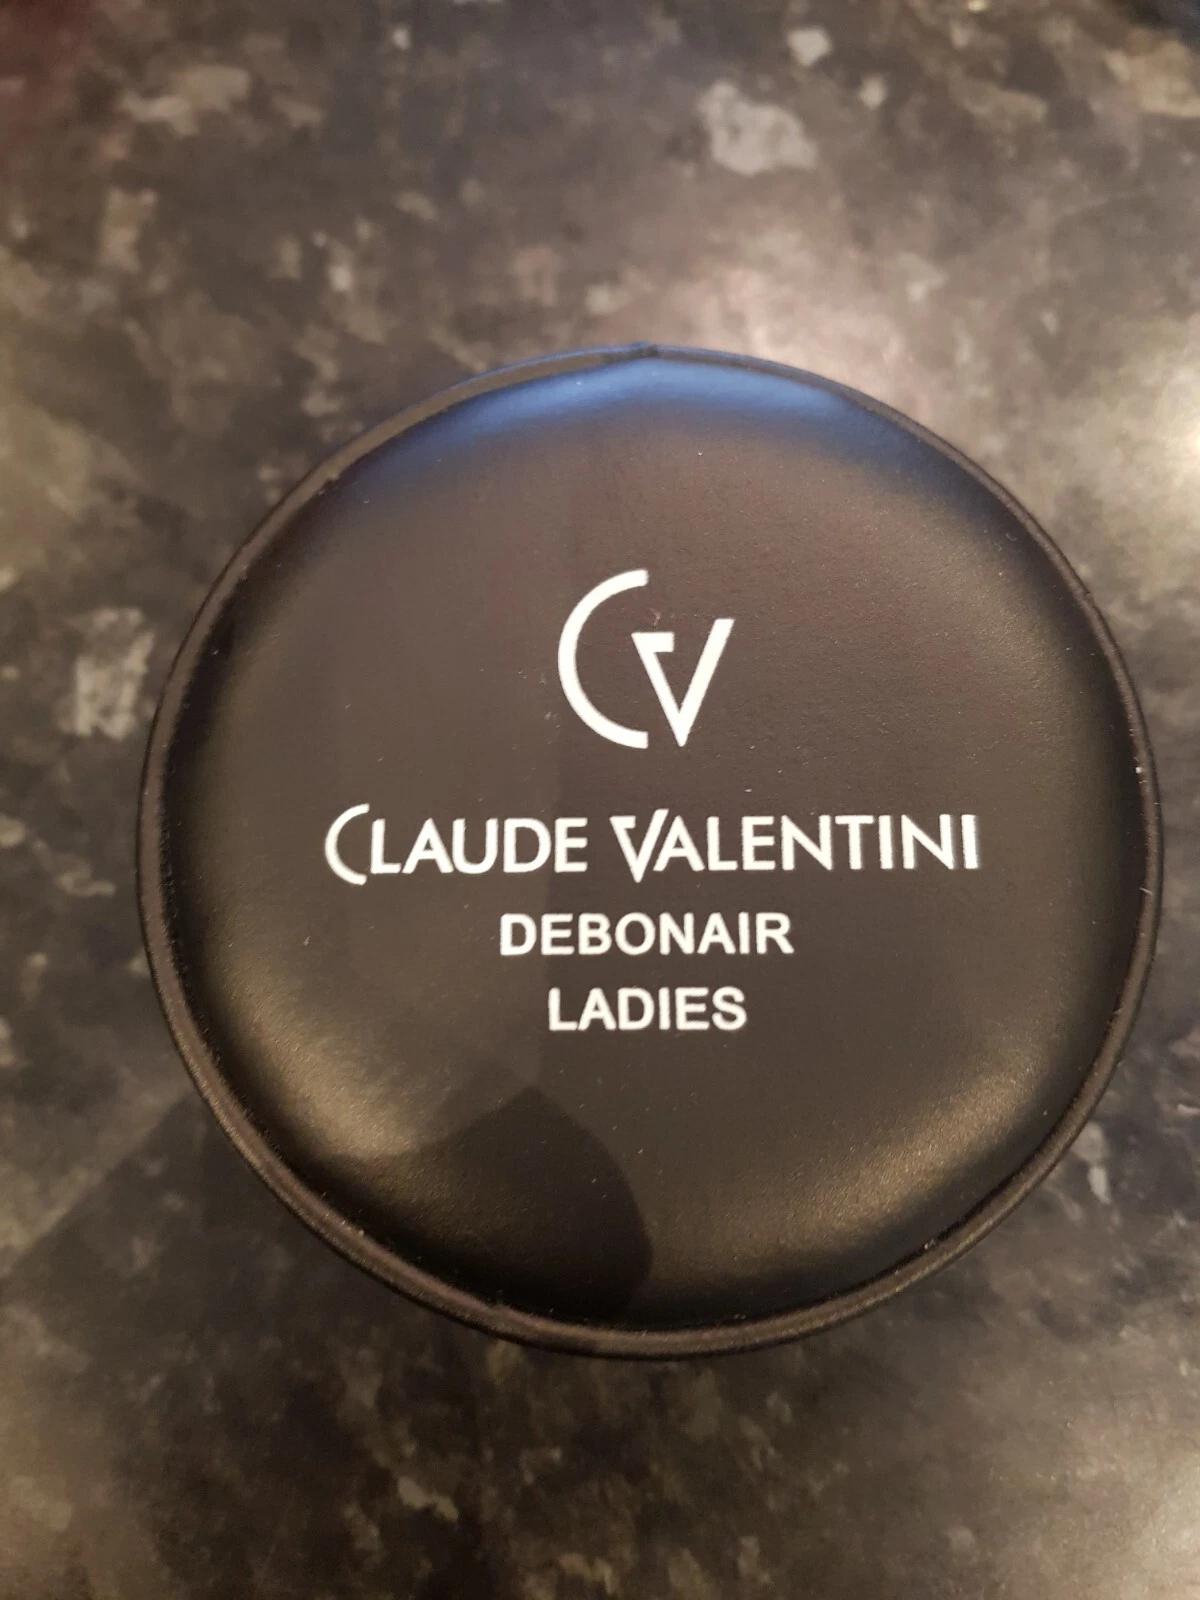 CV
CLAUDE VALENTINI
DEBONAIR
LADIES